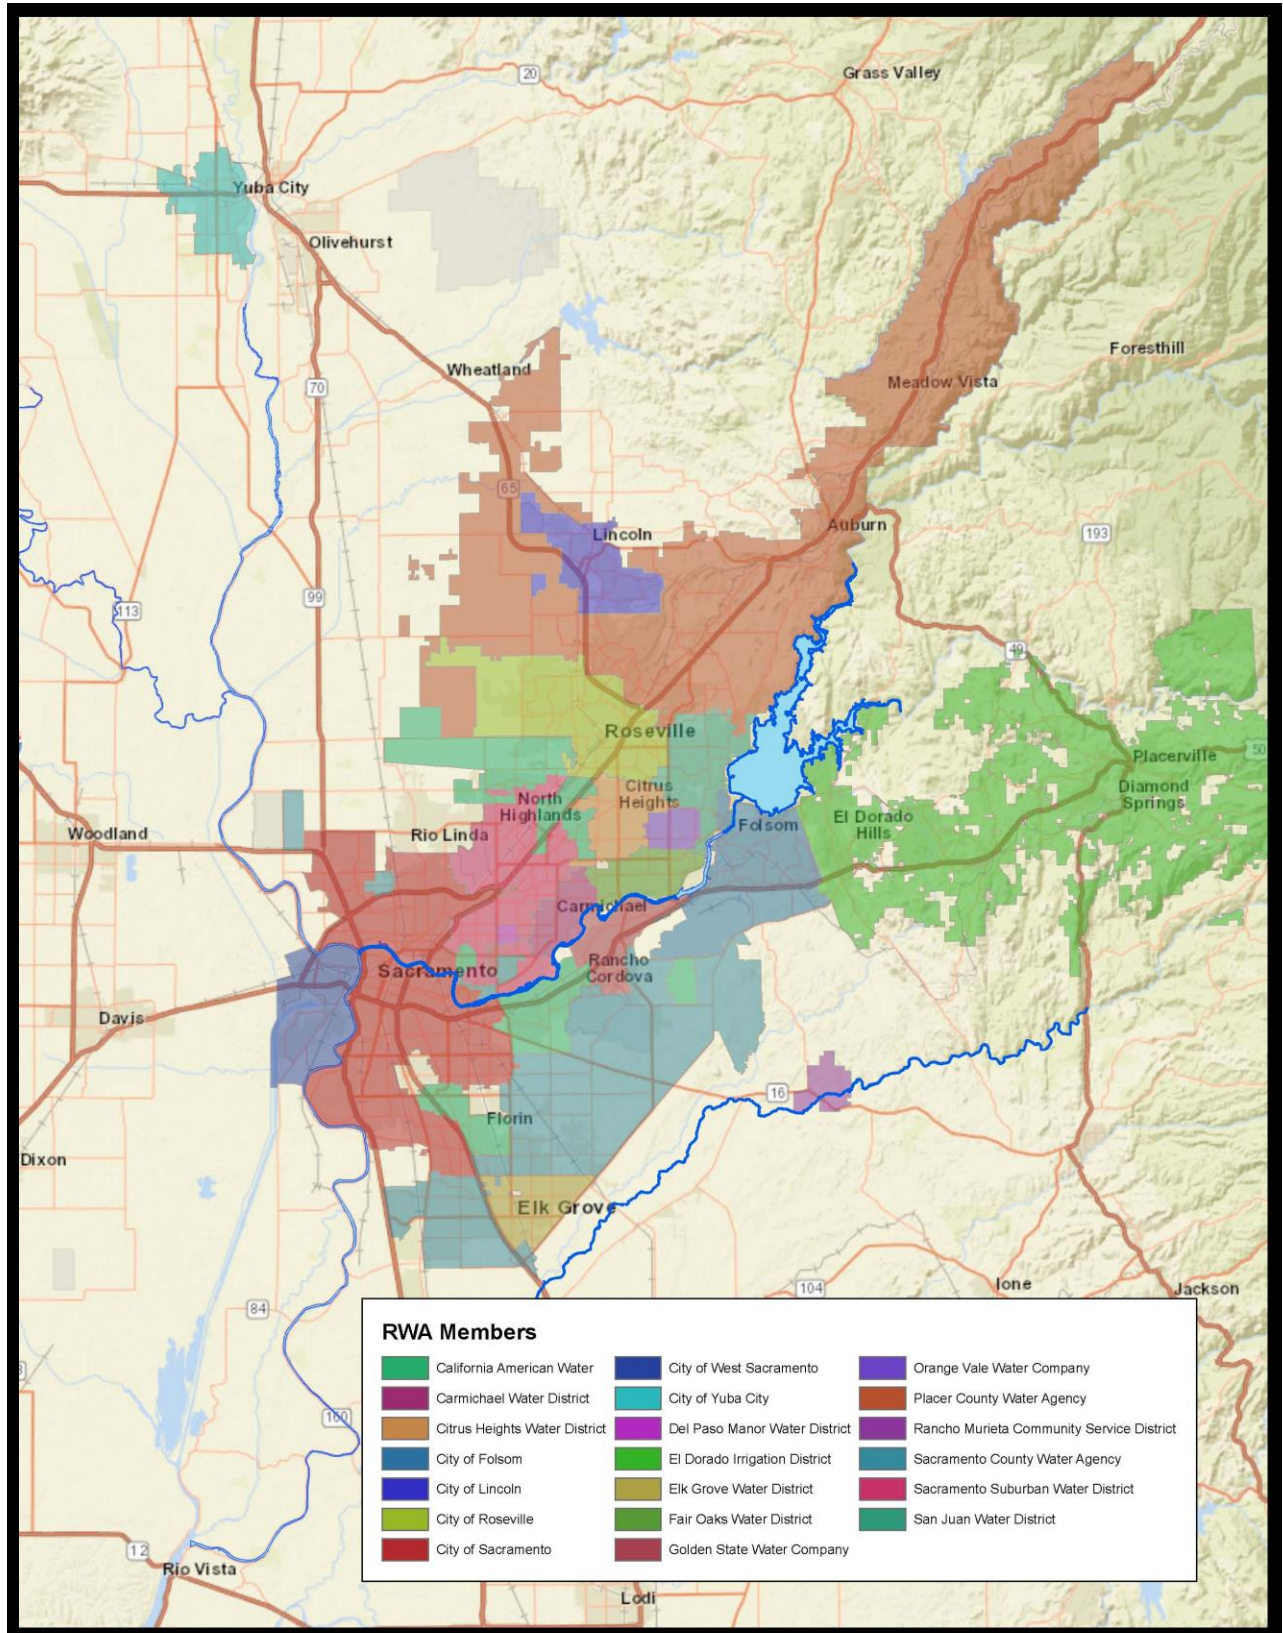 20
Grass Valley
Yuba City
Olivehurst
Foresthill
Wheatland
70
Meadow Vista
65
Lincoln
Auburn
193
99
113
49
Roseville
Placerville
50
Citrus
Heights
Diamond
Springs
North
Highlands
El Dorado
Hills
Folsom
Woodland
Rio Linda
Carmichael
Sacramento
Rancho
Cordova
Davis
16
Florin
Dixon
Elk Grove
104
Ione
Jackson
84
RWA Members
California American Water
Carmichael Water District
Citrus Heights Water District
City of Folsom
City of Lincoln
City of Roseville
City of Sacramento
City of West Sacramento
City of Yuba City
Del Paso Manor Water District
El Dorado Irrigation District
Elk Grove Water District
Fair Oaks Water District
Golden State Water Company
Orange Vale Water Company
Placer County Water Agency
Rancho Murieta Community Service District
Sacramento County Water Agency
Sacramento Suburban Water District
San Juan Water District
160
12
Rio Vista
Lodi